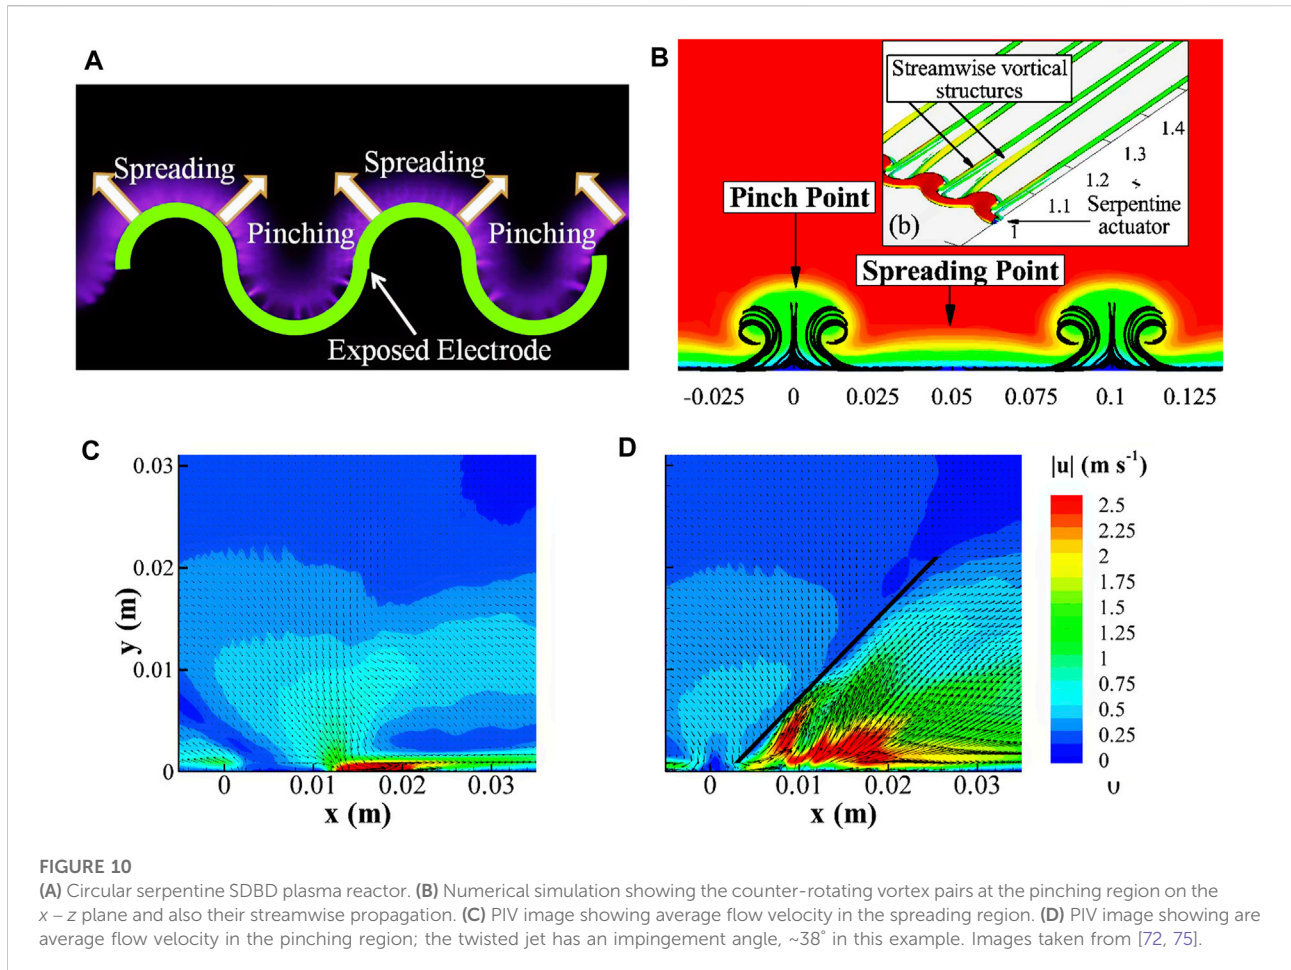 A
Spreading
Spreading
Pinching
Pinching
Exposed Electrode
B
Streamwise vortical
structures
1.4
1.3
1.2
Serpentine
actuator
1.1
1
(b)
Pinch Point
Spreading Point
-0.025 0 0.025 0.05 0.075 0.1 0.125
C
0.03
0.02
0.01
0
y (m)
0 0.01 0.02 0.03
x (m)
D
0 0.01 0.02 0.03
x (m)
|u| (m s-1)
2.5
2.25
2
1.75
1.5
1.25
1
0.75
0.5
0.25
0
FIGURE 10
(A) Circular serpentine SDBD plasma reactor. (B) Numerical simulation showing the counter-rotating vortex pairs at the pinching region on the
x – z plane and also their streamwise propagation. (C) PIV image showing average flow velocity in the spreading region. (D) PIV image showing are
average flow velocity in the pinching region; the twisted jet has an impingement angle, ~38° in this example. Images taken from [72, 75].